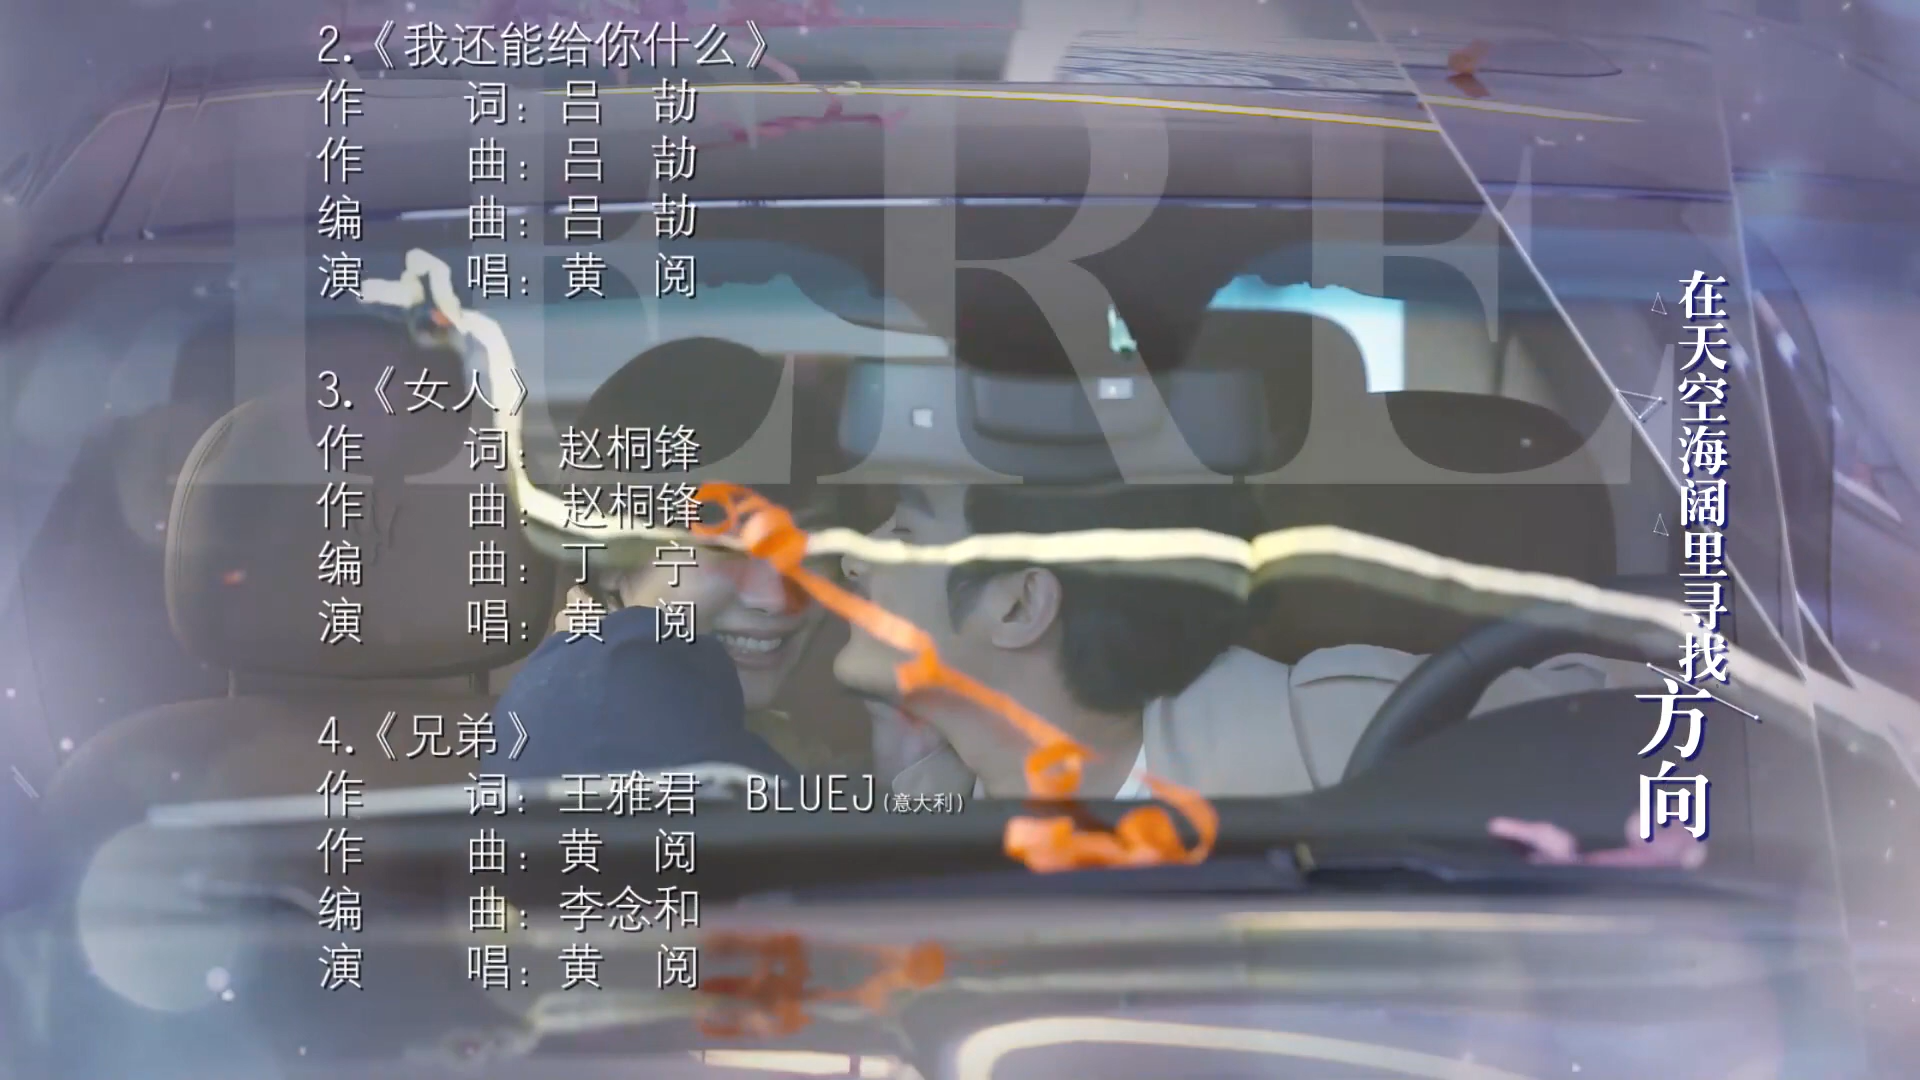 2.《我还能给你什么》
作 词：吕 劼
作 曲：吕 劼
编 曲：吕 劼
演 唱：黄 阅
3.《女人》
作 词：赵桐锋
作 曲：赵桐锋
编 曲：丁 宁
演 唱：黄 阅
4.《兄弟》
作 词：王雅君 BLUEJ(意大利)
作 曲：黄 阅
编 曲：李念和
演 唱：黄 阅
在天空海阔里寻找方向
ERE